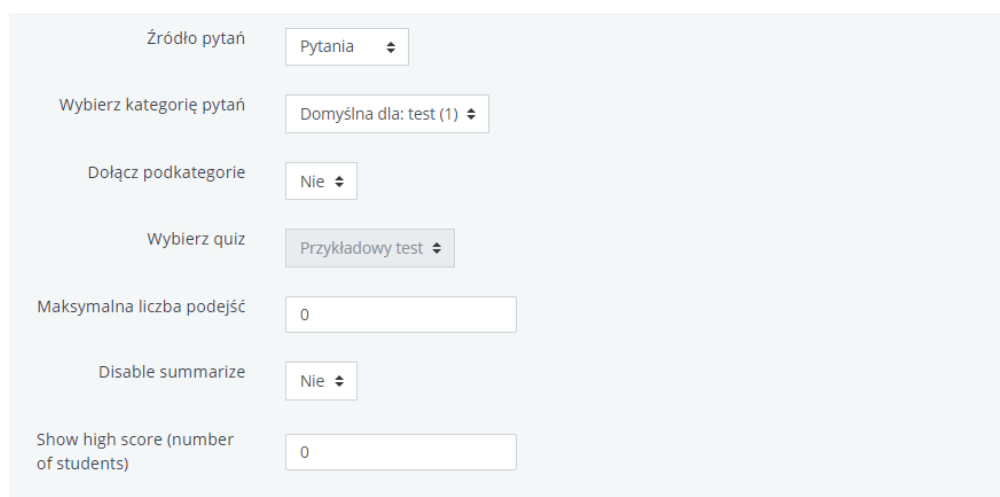 Źródło pytań
Pytania
Wybierz kategorię pytań
Domyślna dla: test (1)
Dołącz podkategorie
Nie
Wybierz quiz
Przykładowy test
Maksymalna liczba podejść
0
Disable summarize
Nie
Show high score (number
of students)
0